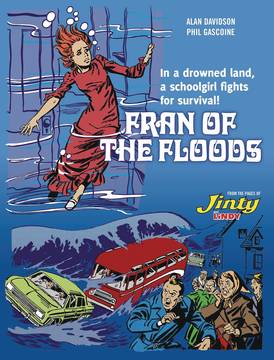 ALAN DAVIDSON
PHIL GASCOINE
In a drowned land,
a schoolgirl fights
for survival!
FRAN OF
THE FLOODS
FROM THE PAGES OF
Jinty
& LINDY